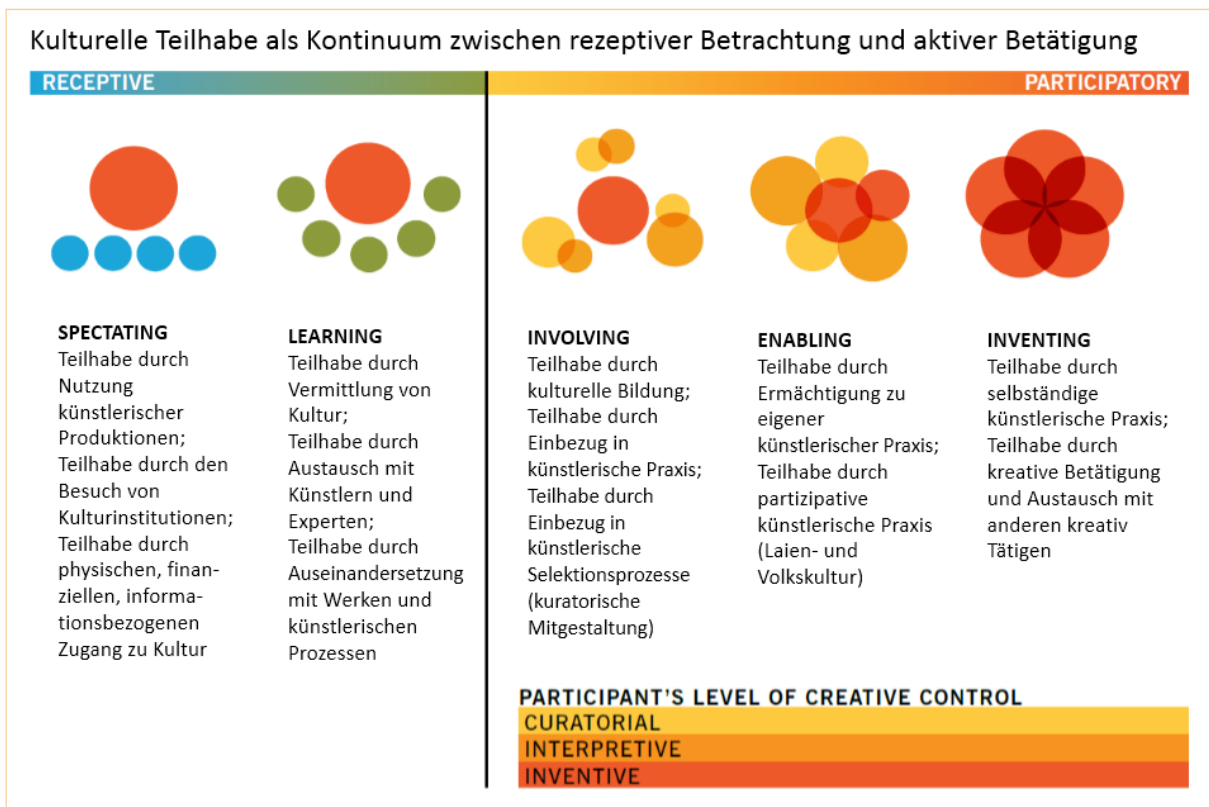 Kulturelle Teilhabe als Kontinuum zwischen rezeptiver Betrachtung und aktiver Betätigung
RECEPTIVE
PARTICIPATORY
SPECTATING
Teilhabe durch
Nutzung
künstlerischer
Produktionen;
Teilhabe durch den
Besuch von
Kulturinstitutionen;
Teilhabe durch
physischen, finan-
ziellen, informa-
tionsbezogenen
Zugang zu Kultur
LEARNING
Teilhabe durch
Vermittlung von
Kultur;
Teilhabe durch
Austausch mit
Künstlern und
Experten;
Teilhabe durch
Auseinandersetzung
mit Werken und
künstlerischen
Prozessen
INVOLVING
Teilhabe durch
kulturelle Bildung;
Teilhabe durch
Einbezug in
künstlerische Praxis;
Teilhabe durch
Einbezug in
künstlerische
Selektionsprozesse
(kuratorische
Mitgestaltung)
ENABLING
Teilhabe durch
Ermächtigung zu
eigener
künstlerischer Praxis;
Teilhabe durch
partizipative
künstlerische Praxis
(Laien- und
Volkskultur)
INVENTING
Teilhabe durch
selbständige
künstlerische Praxis;
Teilhabe durch
kreative Betätigung
und Austausch mit
anderen kreativ
Tätigen
PARTICIPANT'S LEVEL OF CREATIVE CONTROL
CURATORIAL
INTERPRETIVE
INVENTIVE